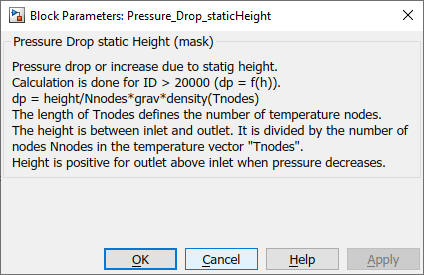 Block Parameters: Pressure_Drop_staticHeight
Pressure Drop static Height (mask)
Pressure drop or increase due to statig height.
Calculation is done for ID > 20000 (dp = f(h)).
dp = height/Nnodes*grav*density(Tnodes)
The length of Tnodes defines the number of temperature nodes.
The height is between inlet and outlet. It is divided by the number of
nodes Nnodes in the temperature vector "Tnodes".
Height is positive for outlet above inlet when pressure decreases.
OK Cancel Help Apply